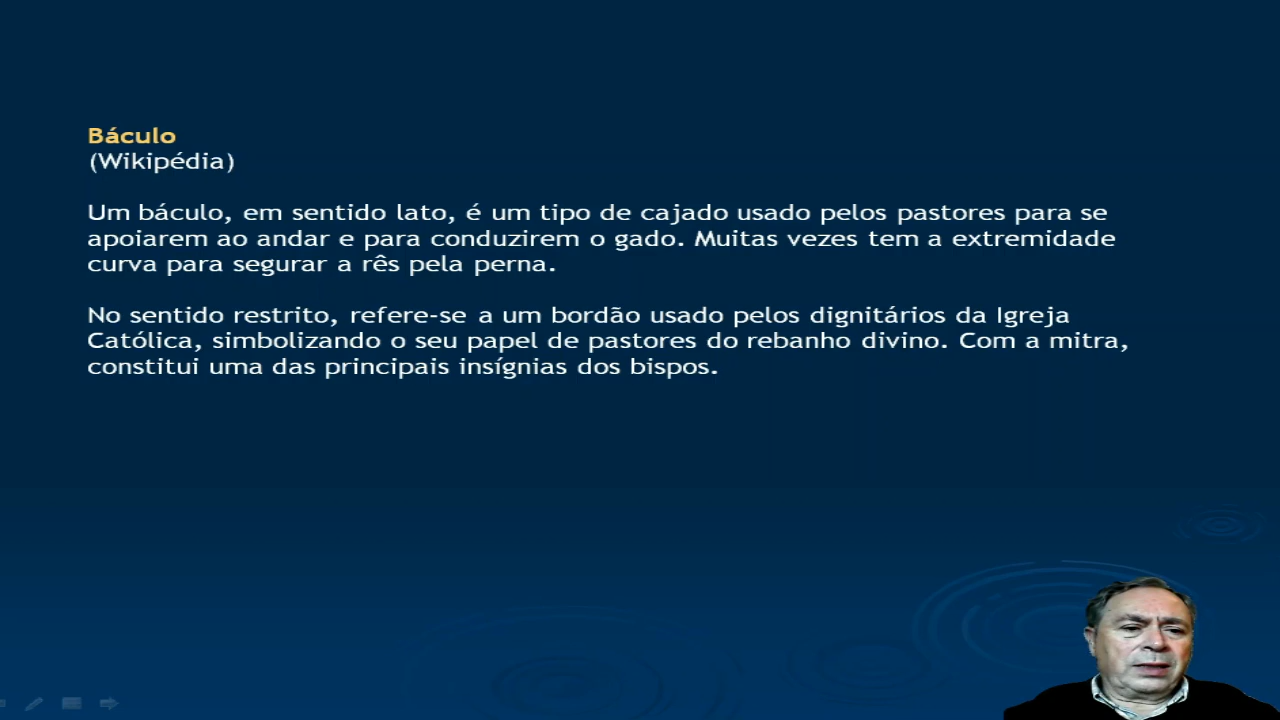 Báculo
(Wikipédia)
Um báculo, em sentido lato, é um tipo de cajado usado pelos pastores para se
apoiarem ao andar e para conduzirem o gado. Muitas vezes tem a extremidade
curva para segurar a rês pela perna.
No sentido restrito, refere-se a um bordão usado pelos dignitários da Igreja
Católica, simbolizando o seu papel de pastores do rebanho divino. Com a mitra,
constitui uma das principais insígnias dos bispos.